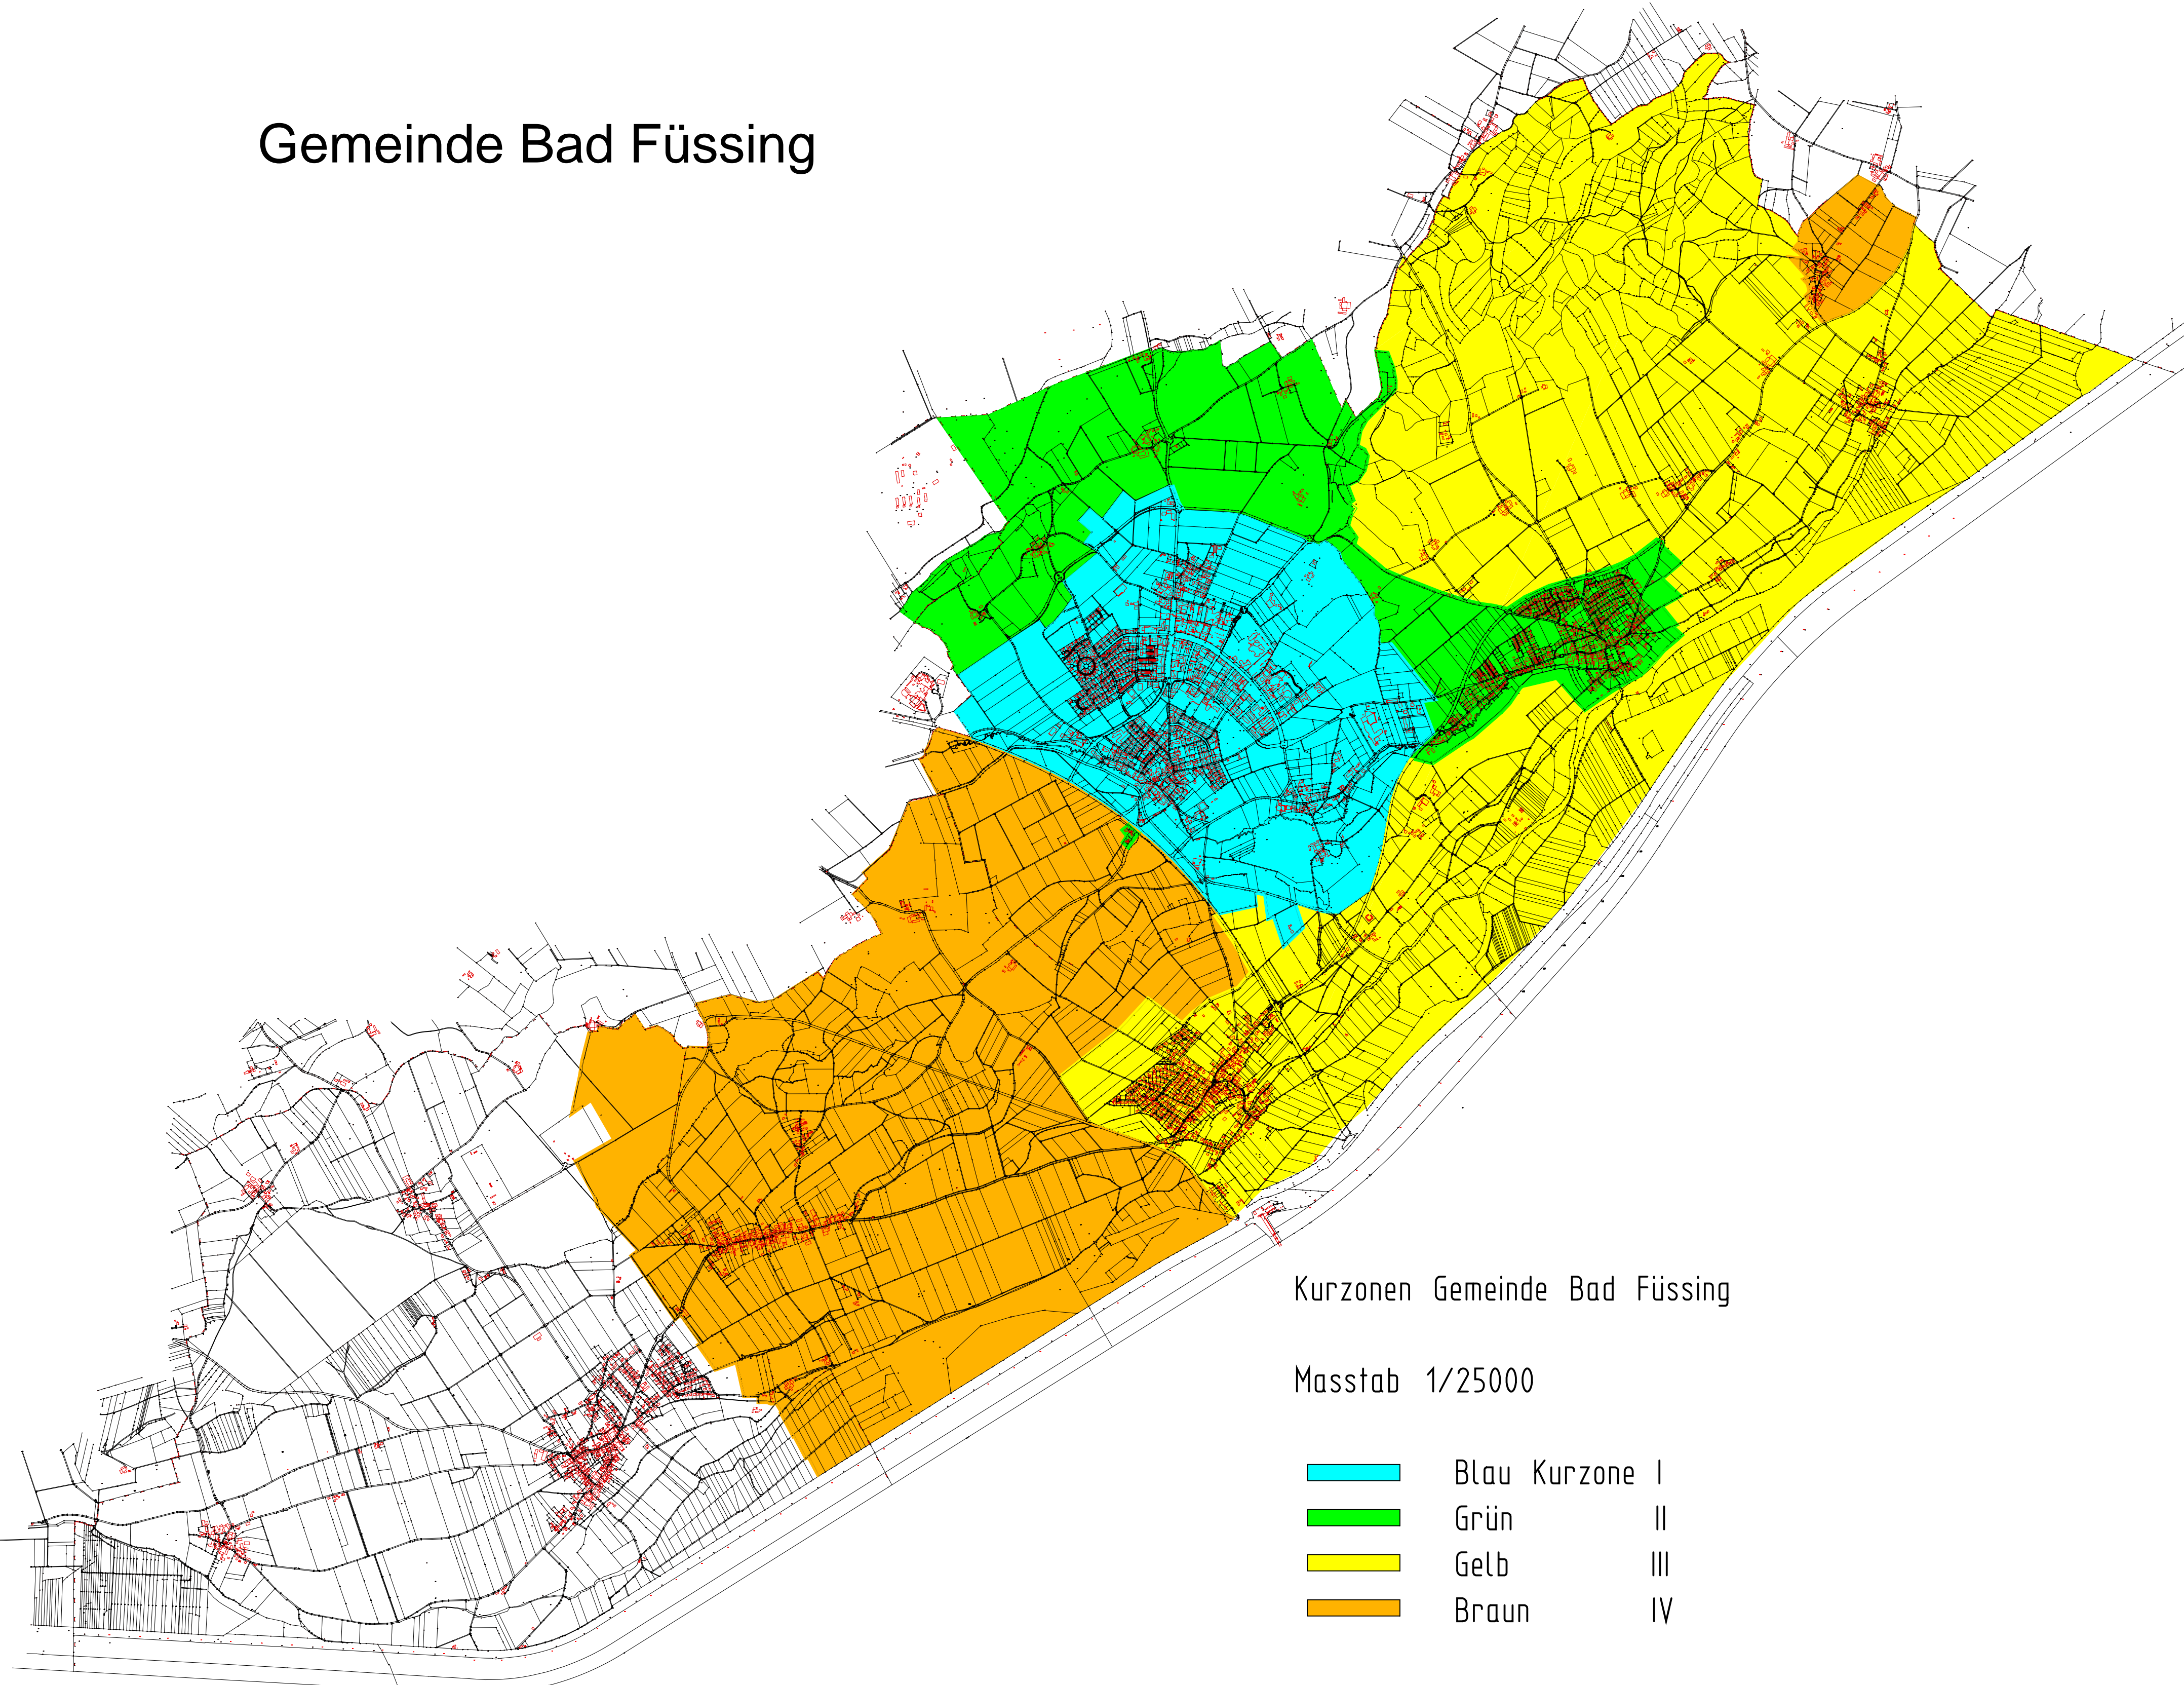 Gemeinde Bad Füssing
Kurzonen Gemeinde Bad Füssing
Masstab 1/25000
Blau Kurzone I
Grün II
Gelb III
Braun IV